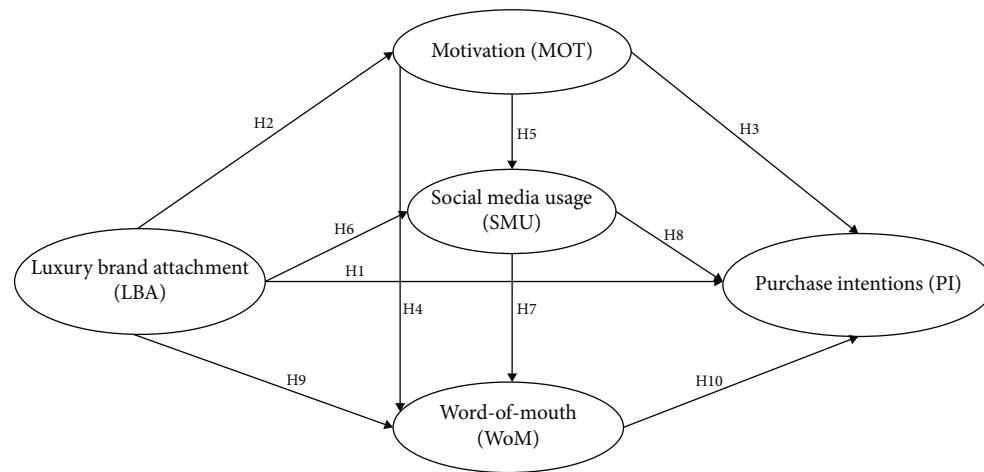 Motivation (MOT)
H2
H5
H3
Social media usage
(SMU)
H6
H8
Luxury brand attachment
(LBA)
H1
Purchase intentions (PI)
H4
H7
H9
H10
Word-of-mouth
(WoM)